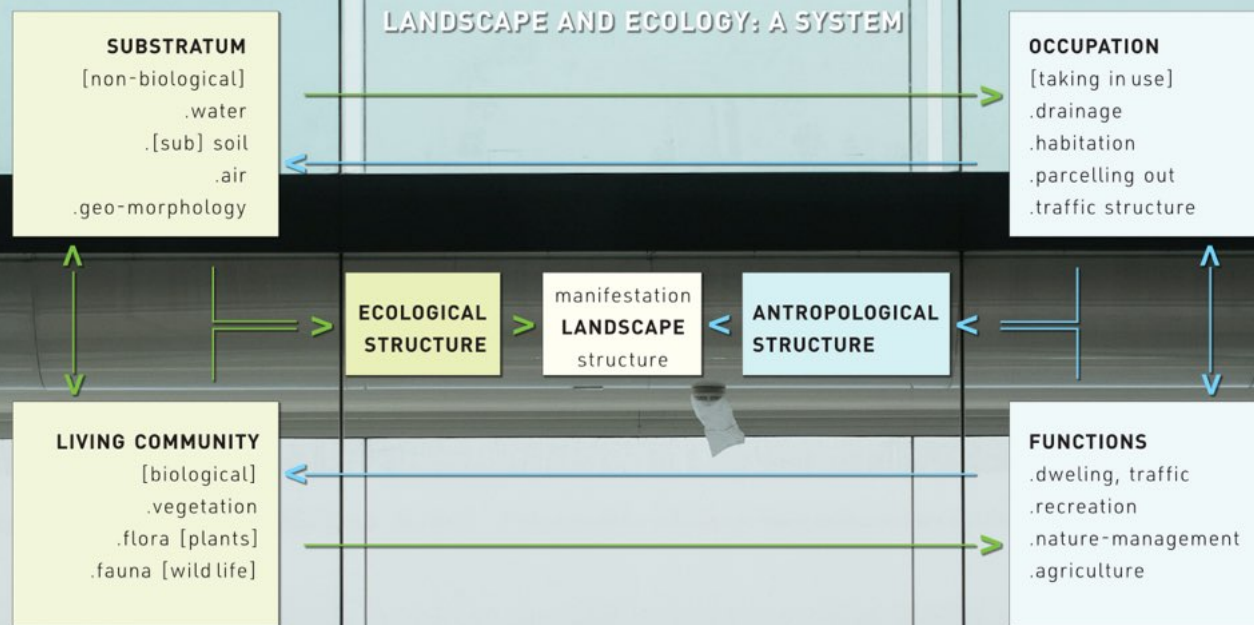 LANDSCAPE AND ECOLOGY: A SYSTEM
SUBSTRATUM
[non-biological]
.water
.[sub] soil
.air
.geo-morphology
OCCUPATION
[taking in use]
.drainage
.habitation
.parcelling out
.traffic structure
ECOLOGICAL
STRUCTURE
manifestation
LANDSCAPE
structure
ANTROPOLOGICAL
STRUCTURE
LIVING COMMUNITY
[biological]
.vegetation
.flora [plants]
.fauna [wild life]
FUNCTIONS
.dweling, traffic
.recreation
.nature-management
.agriculture